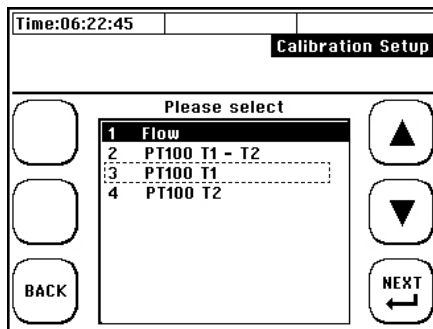 Time:06:22:45
Calibration Setup
Please select
1 Flow
2 PT100 T1 - T2
3 PT100 T1
4 PT100 T2
BACK
NEXT